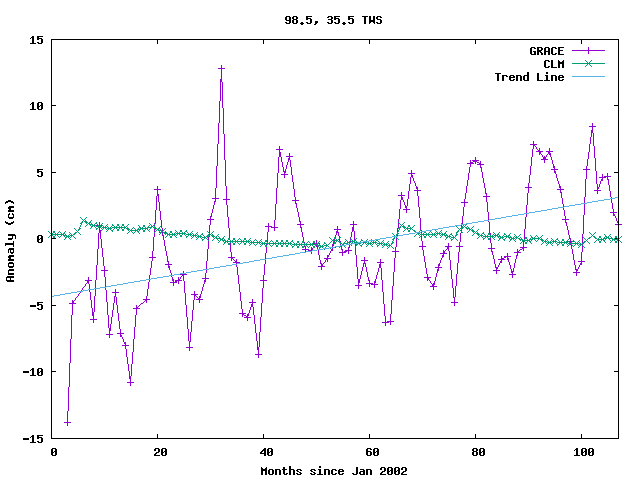 98.5, 35.5 TWS
GRACE
CLM
Trend Line
15
10
5
0
-5
-10
-15
Anomaly (cm)
0 20 40 60 80 100
Months since Jan 2002